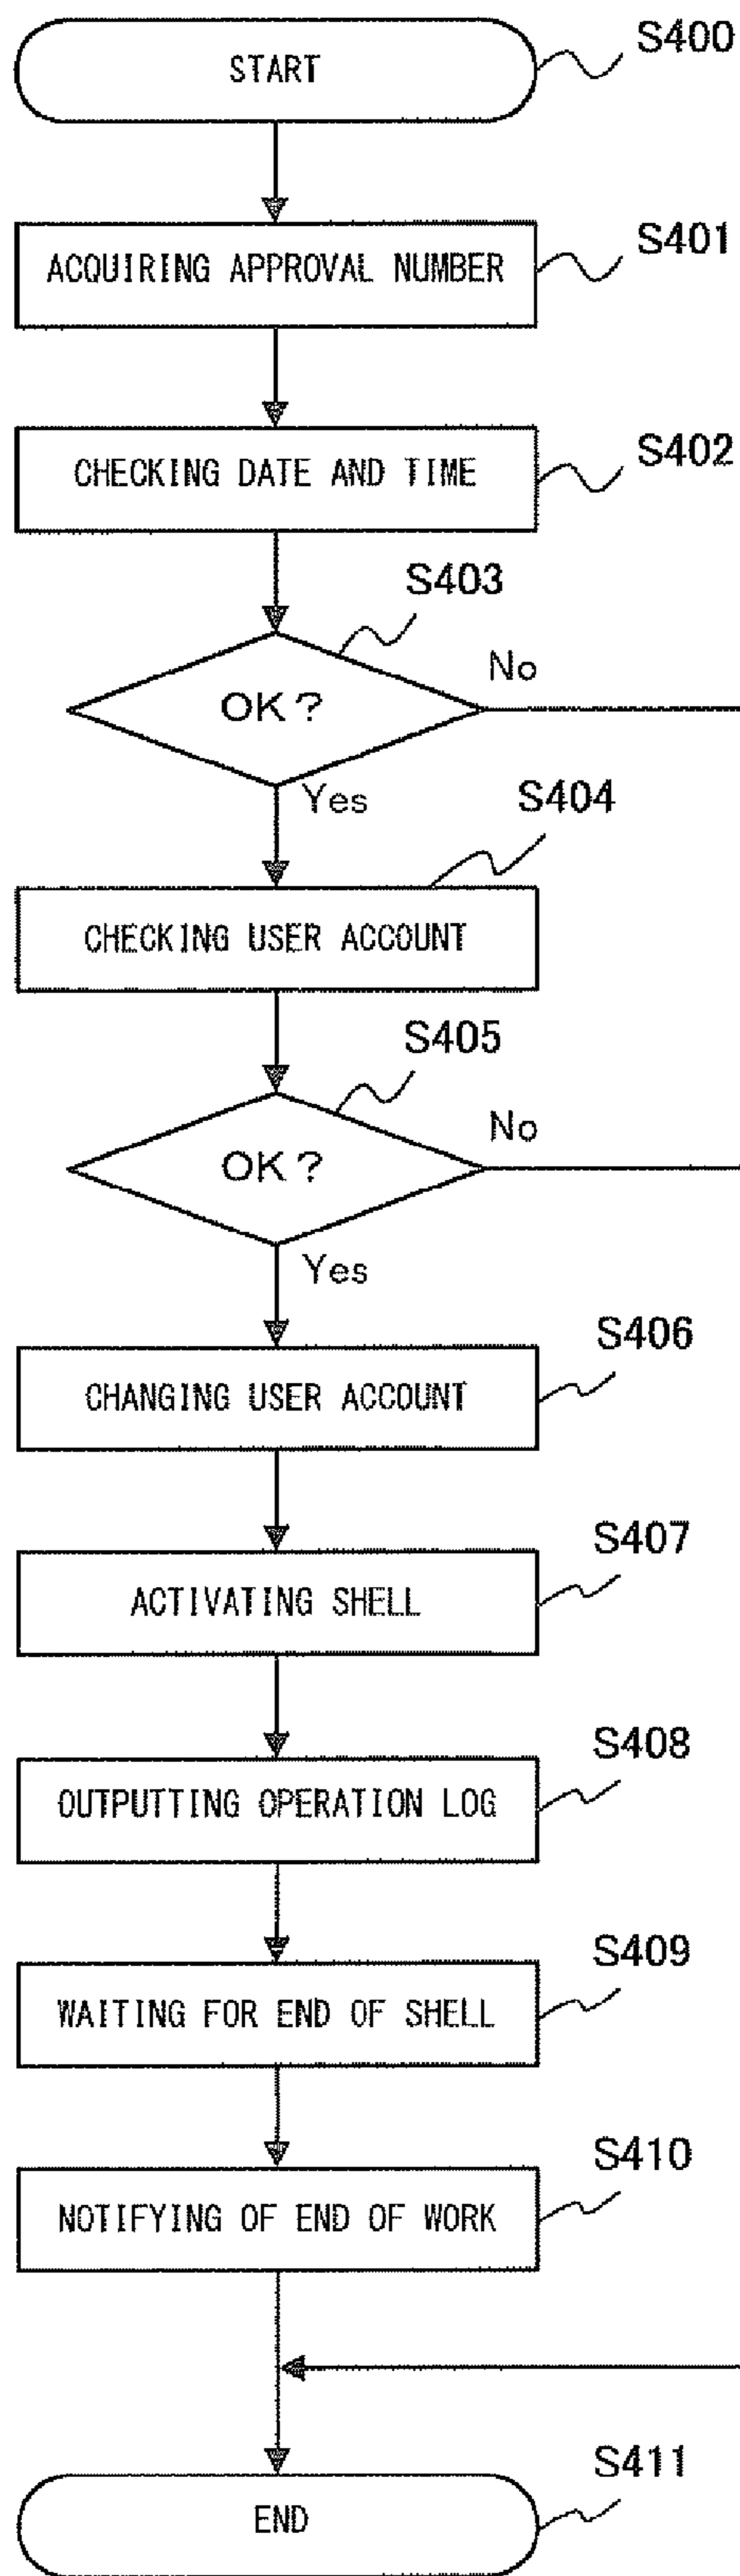 START
S400
ACQUIRING APPROVAL NUMBER
S401
CHECKING DATE AND TIME
S402
S403
OK?
No
Yes
S404
CHECKING USER ACCOUNT
S405
OK?
No
Yes
S406
CHANGING USER ACCOUNT
S407
ACTIVATING SHELL
S408
OUTPUTTING OPERATION LOG
S409
WAITING FOR END OF SHELL
S410
NOTIFYING OF END OF WORK
S411
END